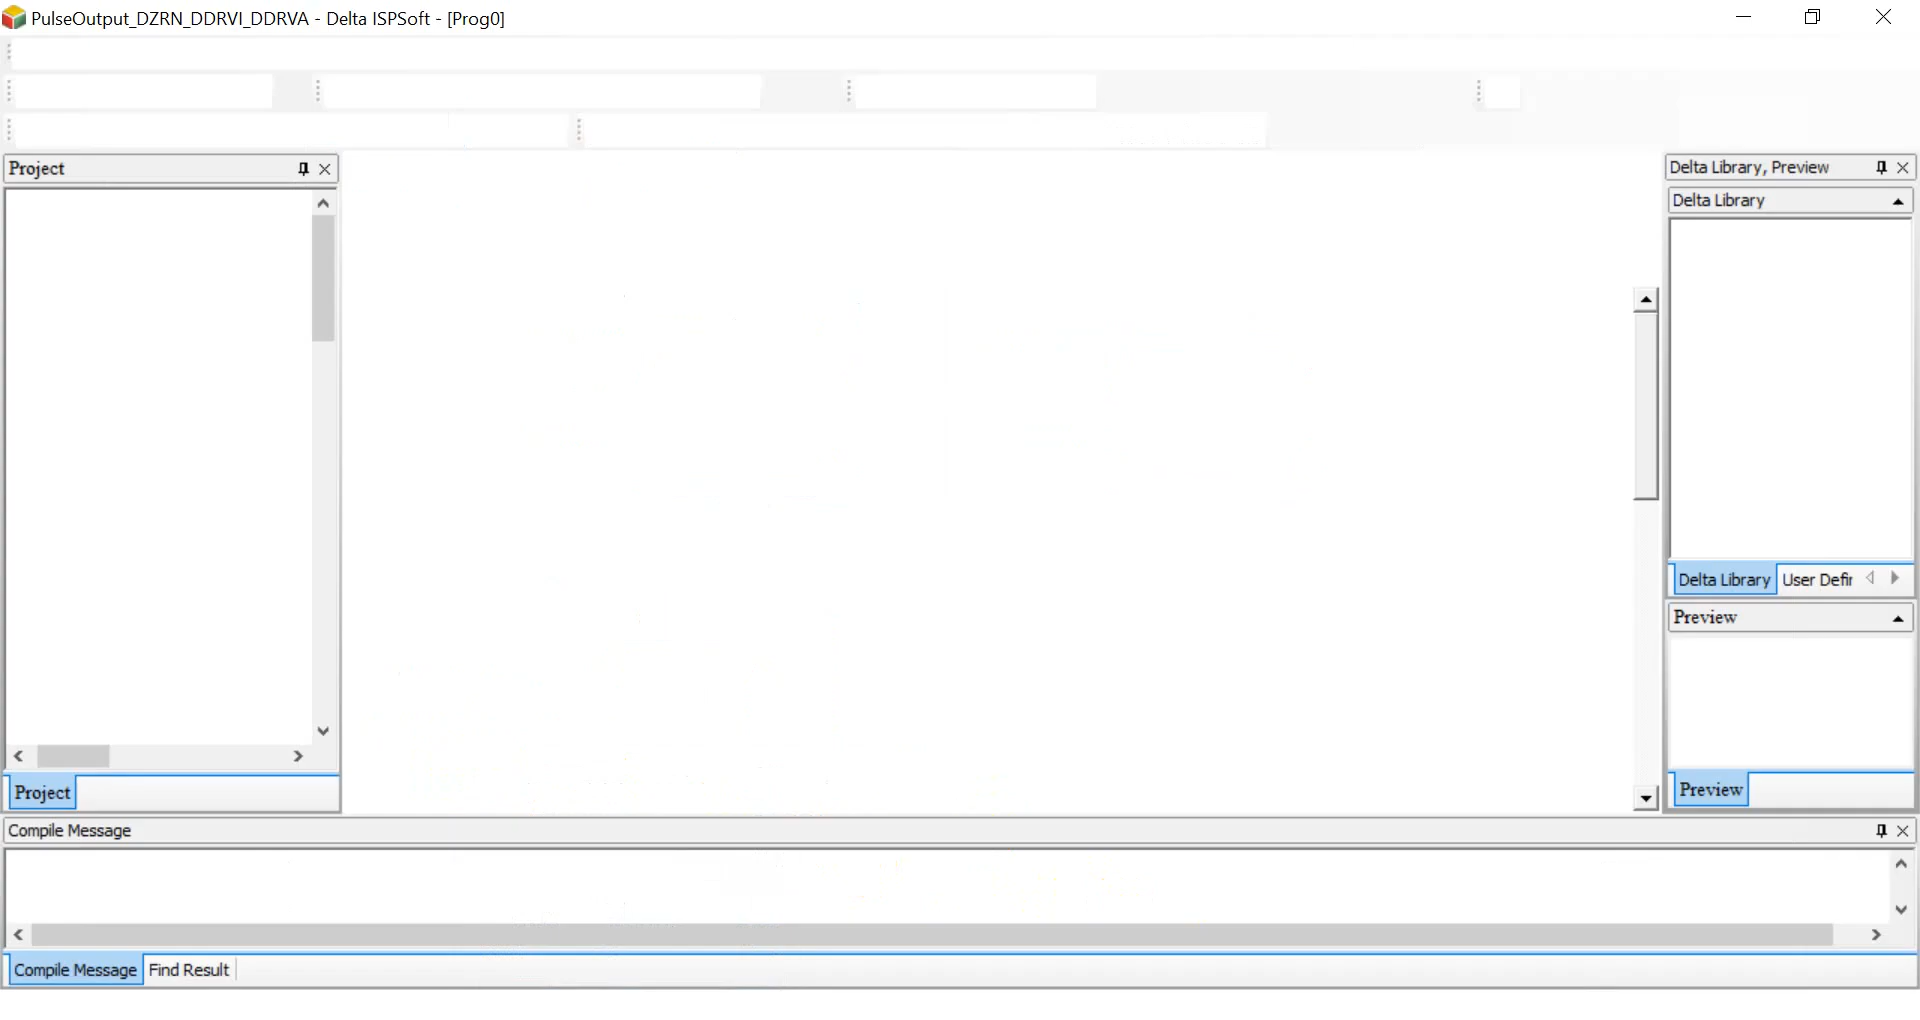 PulseOutput_DZRN_DDRVI_DDRVA - Delta ISPSoft - [Prog0]
Project
Delta Library, Preview
Delta Library
Delta Library User Defir
Preview
Project
Preview
Compile Message
Compile Message Find Result